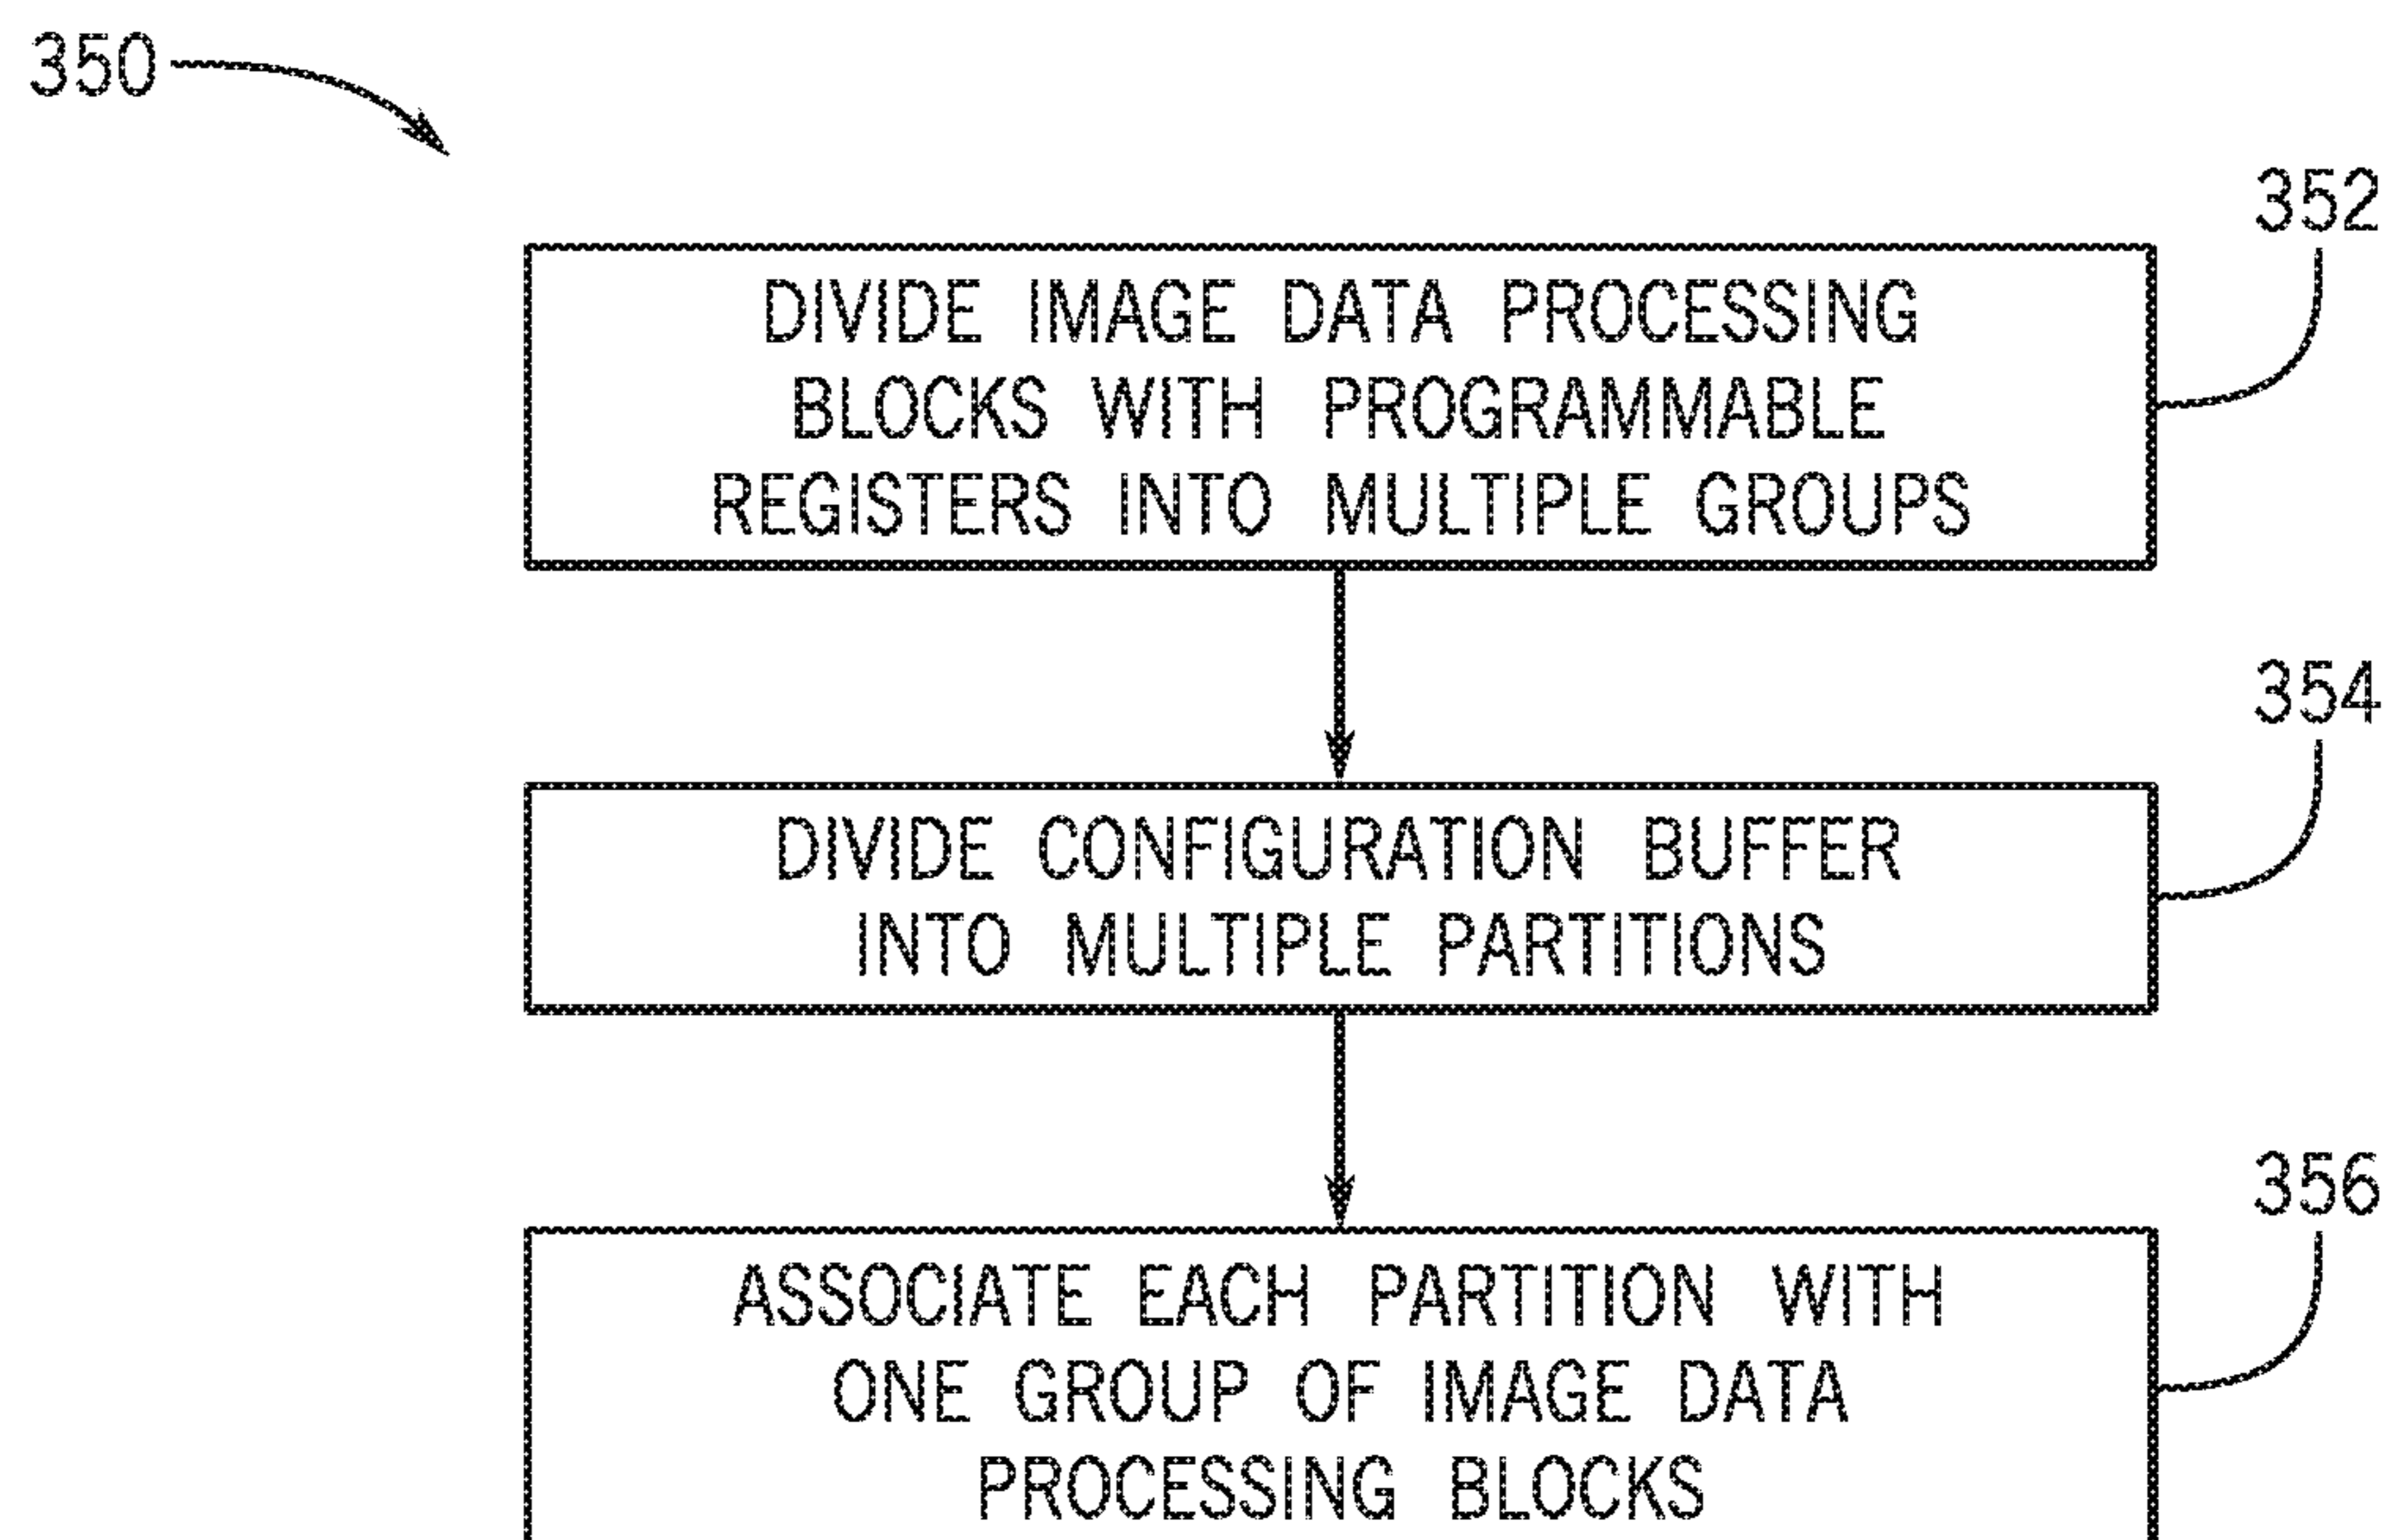 350
352
DIVIDE IMAGE DATA PROCESSING
BLOCKS WITH PROGRAMMABLE
REGISTERS INTO MULTIPLE GROUPS
354
DIVIDE CONFIGURATION BUFFER
INTO MULTIPLE PARTITIONS
356
ASSOCIATE EACH PARTITION WITH
ONE GROUP OF IMAGE DATA
PROCESSING BLOCKS